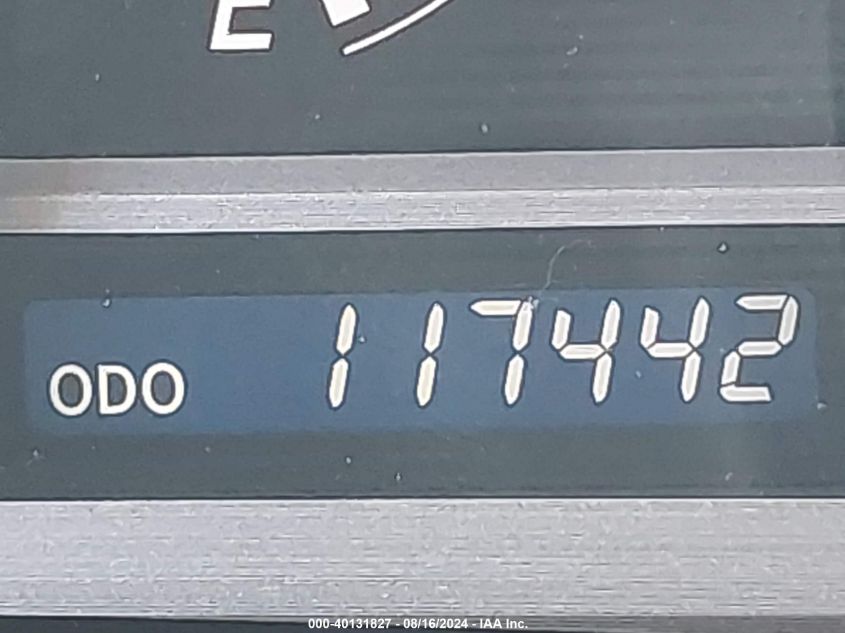 E
ODO 117442
000-40131827 - 08/16/2024 - IAA Inc.